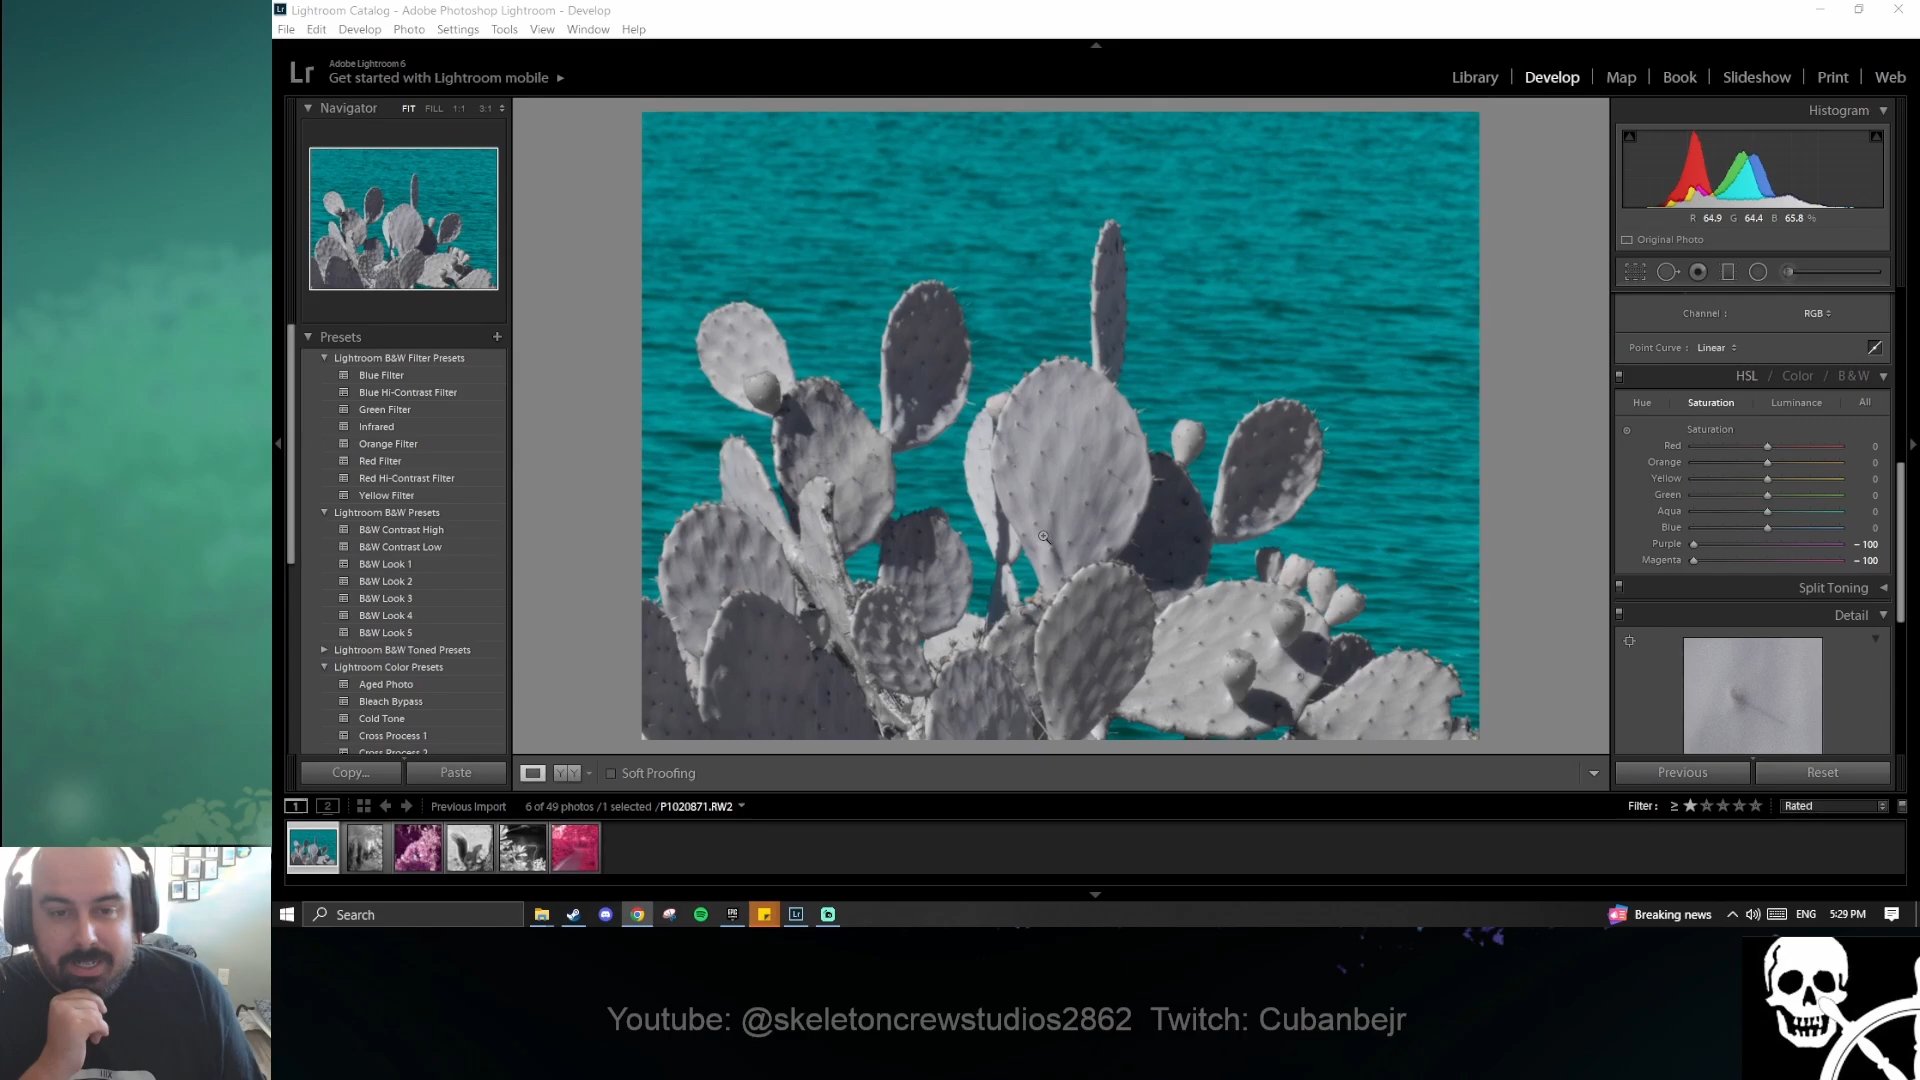 Lightroom Catalog - Adobe Photoshop Lightroom - Develop
File Edit Develop Photo Settings Tools View Window Help
Lr
Adobe Lightroom 6
Get started with Lightroom mobile
Library Develop Map Book Slideshow Print Web
Navigator FIT FILL 1:1 3:1
Histogram
R 64.9 G 64.4 B 65.8 %
Original Photo
Channel : RGB
Point Curve : Linear
HSL / Color / B & W
Hue Saturation Luminance All
Saturation
Red 0
Orange 0
Yellow 0
Green 0
Aqua 0
Blue 0
Purple – 100
Magenta – 100
Split Toning
Detail
Previous Reset
Presets +
Lightroom B&W Filter Presets
Blue Filter
Blue Hi-Contrast Filter
Green Filter
Infrared
Orange Filter
Red Filter
Red Hi-Contrast Filter
Yellow Filter
Lightroom B&W Presets
B&W Contrast High
B&W Contrast Low
B&W Look 1
B&W Look 2
B&W Look 3
B&W Look 4
B&W Look 5
Lightroom B&W Toned Presets
Lightroom Color Presets
Aged Photo
Bleach Bypass
Cold Tone
Cross Process 1
Cross Process 2
Copy... Paste
Y Y Soft Proofing
1 2 Previous Import 6 of 49 photos /1 selected /P1020871.RW2
Filter : ≥ Rated
Search
EPIC
Lr
Breaking news ENG 5:29 PM
Youtube: @skeletoncrewstudios2862 Twitch: Cubanbejr